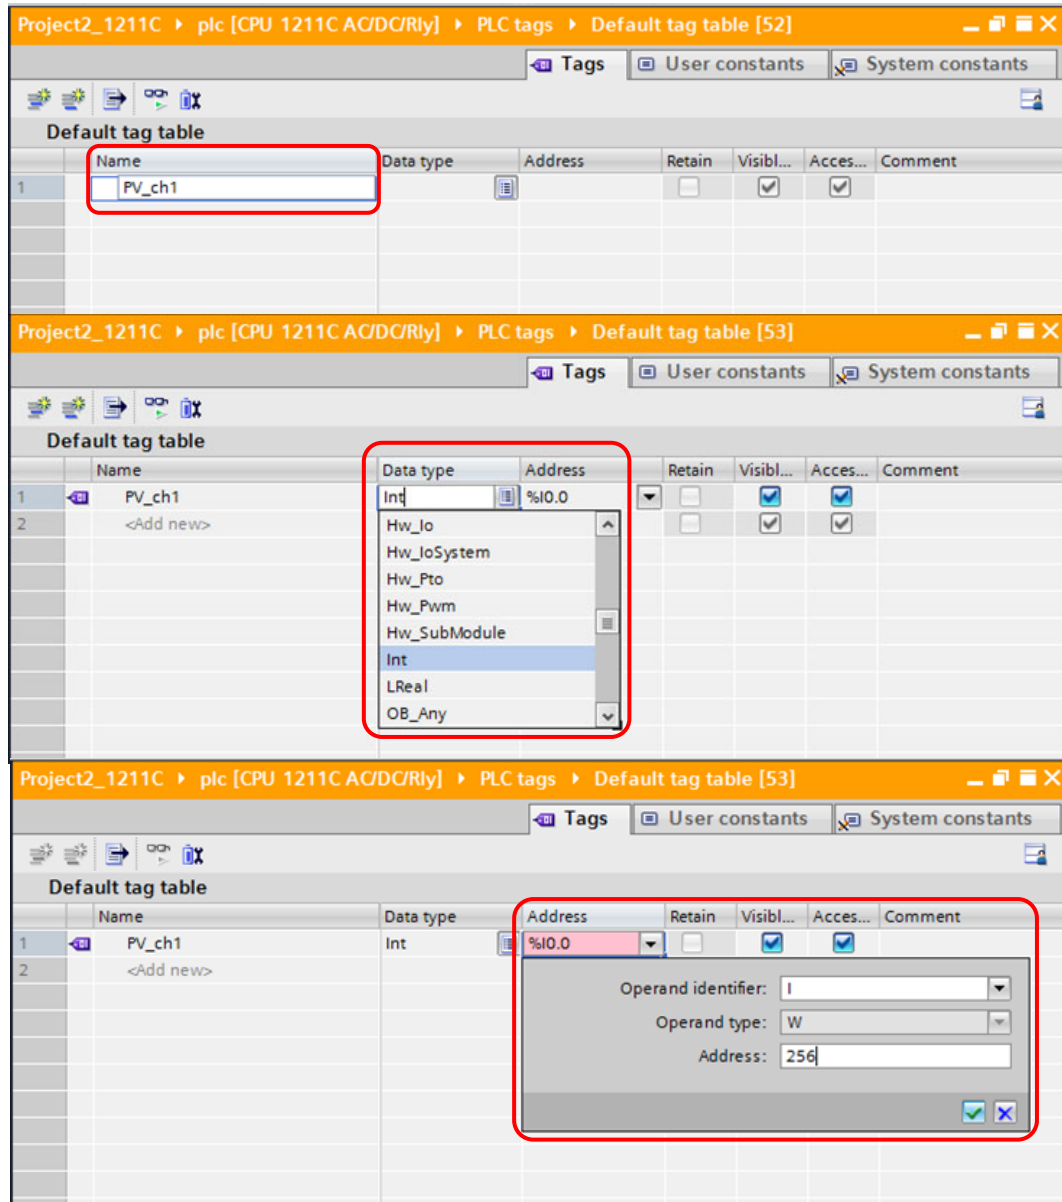 Project2_1211C ▸ plc [CPU 1211C AC/DC/Rly] ▸ PLC tags ▸ Default tag table [52]
Tags User constants System constants
Default tag table
Name Data type Address Retain Visibl... Acces... Comment
1 PV_ch1
Project2_1211C ▸ plc [CPU 1211C AC/DC/Rly] ▸ PLC tags ▸ Default tag table [53]
Tags User constants System constants
Default tag table
Name Data type Address Retain Visibl... Acces... Comment
1 PV_ch1 Int %I0.0
2 <Add new>
Hw_Io
Hw_IoSystem
Hw_Pto
Hw_Pwm
Hw_SubModule
Int
LReal
OB_Any
Project2_1211C ▸ plc [CPU 1211C AC/DC/Rly] ▸ PLC tags ▸ Default tag table [53]
Tags User constants System constants
Default tag table
Name Data type Address Retain Visibl... Acces... Comment
1 PV_ch1 Int %I0.0
2 <Add new>
Operand identifier: I
Operand type: W
Address: 256